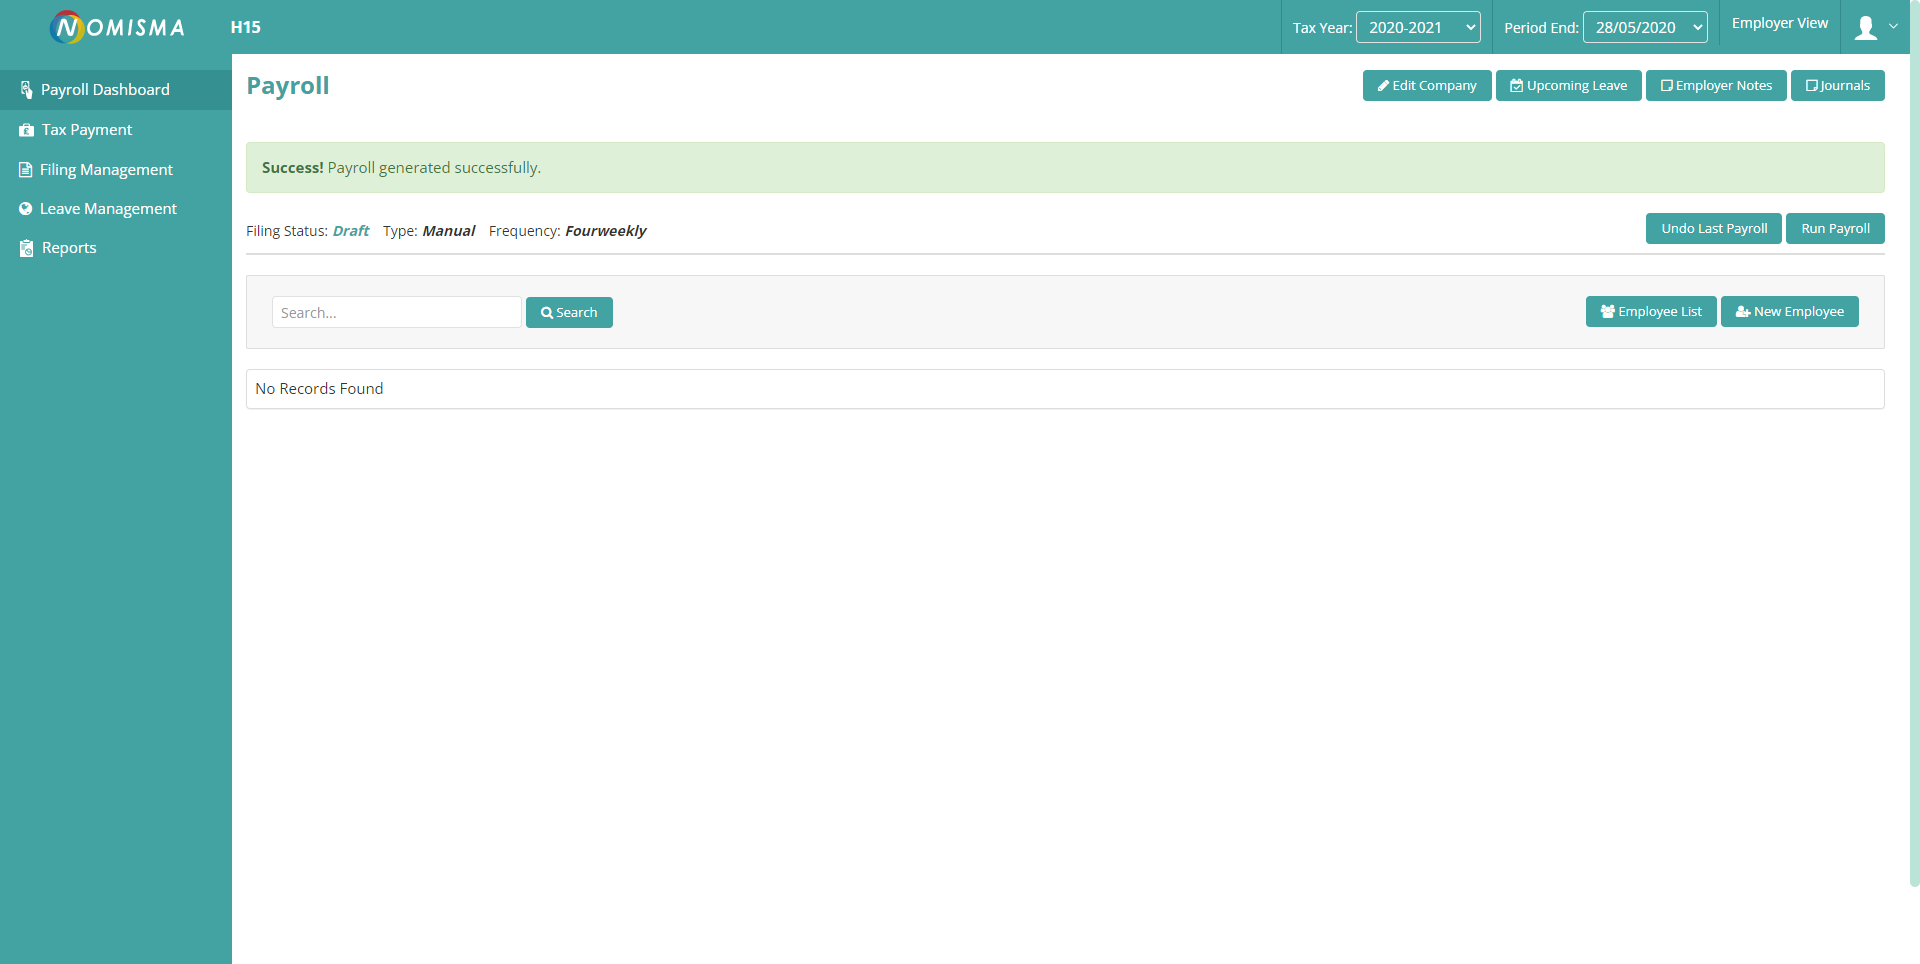 NOMISMA
H15
Tax Year: 2020-2021
Period End: 28/05/2020
Employer View
Payroll Dashboard
Tax Payment
Filing Management
Leave Management
Reports
Payroll
Edit Company
Upcoming Leave
Employer Notes
Journals
Success! Payroll generated successfully.
Filing Status: Draft Type: Manual Frequency: Fourweekly
Undo Last Payroll
Run Payroll
Search...
Search
Employee List
New Employee
No Records Found